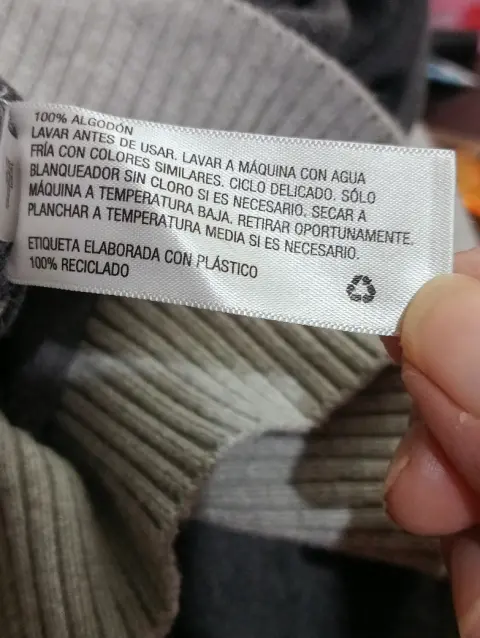 100% ALGODÓN
LAVAR ANTES DE USAR. LAVAR A MÁQUINA CON AGUA
FRÍA CON COLORES SIMILARES. CICLO DELICADO. SÓLO
BLANQUEADOR SIN CLORO SI ES NECESARIO. SECAR A
MÁQUINA A TEMPERATURA BAJA. RETIRAR OPORTUNAMENTE.
PLANCHAR A TEMPERATURA MEDIA SI ES NECESARIO.
ETIQUETA ELABORADA CON PLÁSTICO
100% RECICLADO